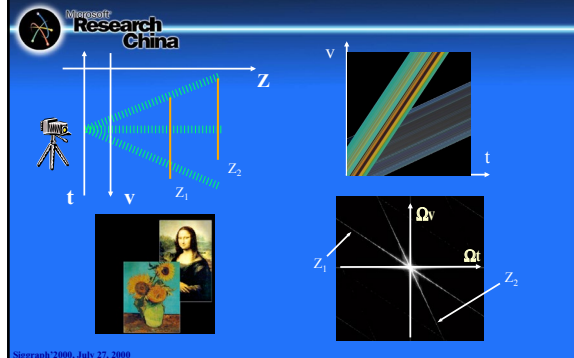 Microsoft
Research
China
Z
Z1
Z2
t
v
v
t
Ωv
Ωt
Z1
Z2
Siggraph'2000, July 27, 2000